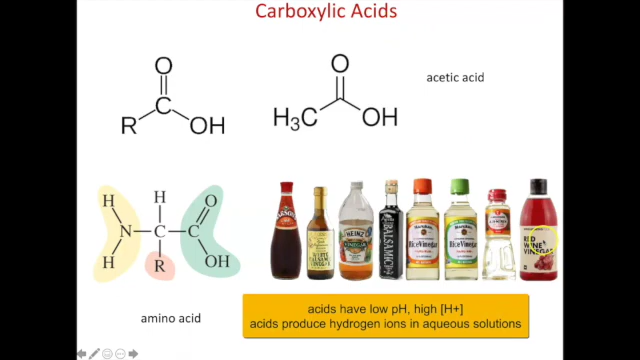 Carboxylic Acids
O
C
R
OH
O
H₃C
OH
acetic acid
H
H
O
N
C
C
H
R
OH
amino acid
SARSON'S
HEINZ
BALSAMIC
Rice Vinegar
Rice Vinegar
RED
WINE
VINEGAR
acids have low pH, high [H+]
acids produce hydrogen ions in aqueous solutions